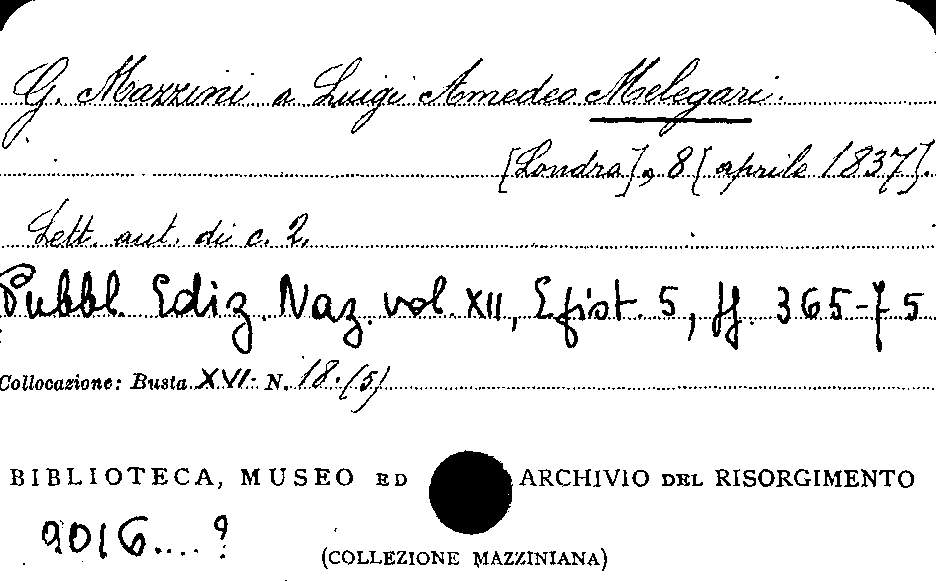 G. Mazzini a Luigi Amedeo Melegari.
[Londra], 8 [aprile 1837].
Lett. aut. di c. 2.
Pubbl. Ediz. Naz. vol. XII, Epist. 5, pp. 365-75
Collocazione: Busta XVI- N. 18.(5)
BIBLIOTECA, MUSEO ED ARCHIVIO DEL RISORGIMENTO
2016....?
(COLLEZIONE MAZZINIANA)